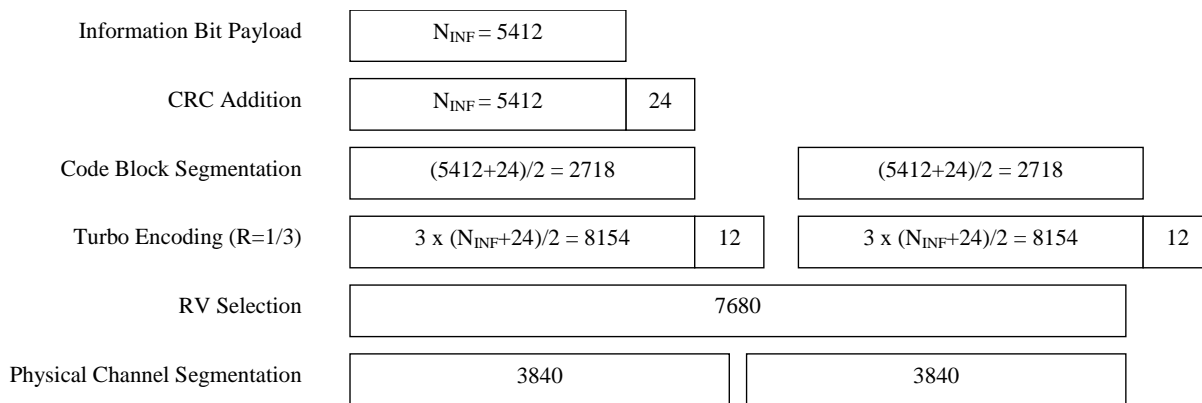 Information Bit Payload
N_INF = 5412
CRC Addition
N_INF = 5412
24
Code Block Segmentation
(5412+24)/2 = 2718
(5412+24)/2 = 2718
Turbo Encoding (R=1/3)
3 x (N_INF+24)/2 = 8154
12
3 x (N_INF+24)/2 = 8154
12
RV Selection
7680
Physical Channel Segmentation
3840
3840